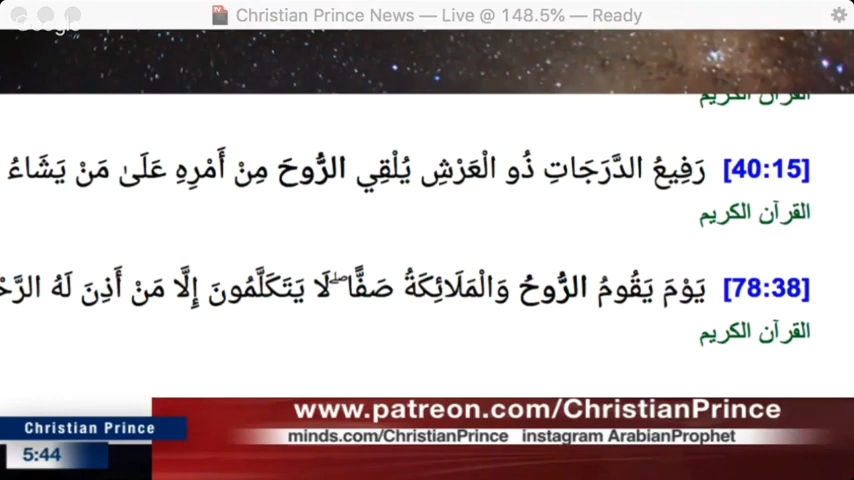 Christian Prince News — Live @ 148.5% — Ready
Google
القرآن الكريم
[40:15] رَفِيعُ الدَّرَجَاتِ ذُو الْعَرْشِ يُلْقِي الرُّوحَ مِنْ أَمْرِهِ عَلَىٰ مَنْ يَشَاءُ
القرآن الكريم
[78:38] يَوْمَ يَقُومُ الرُّوحُ وَالْمَلَائِكَةُ صَفًّا ۖ لَا يَتَكَلَّمُونَ إِلَّا مَنْ أَذِنَ لَهُ
القرآن الكريم
www.patreon.com/ChristianPrince
minds.com/ChristianPrince instagram ArabianProphet
Christian Prince
5:44